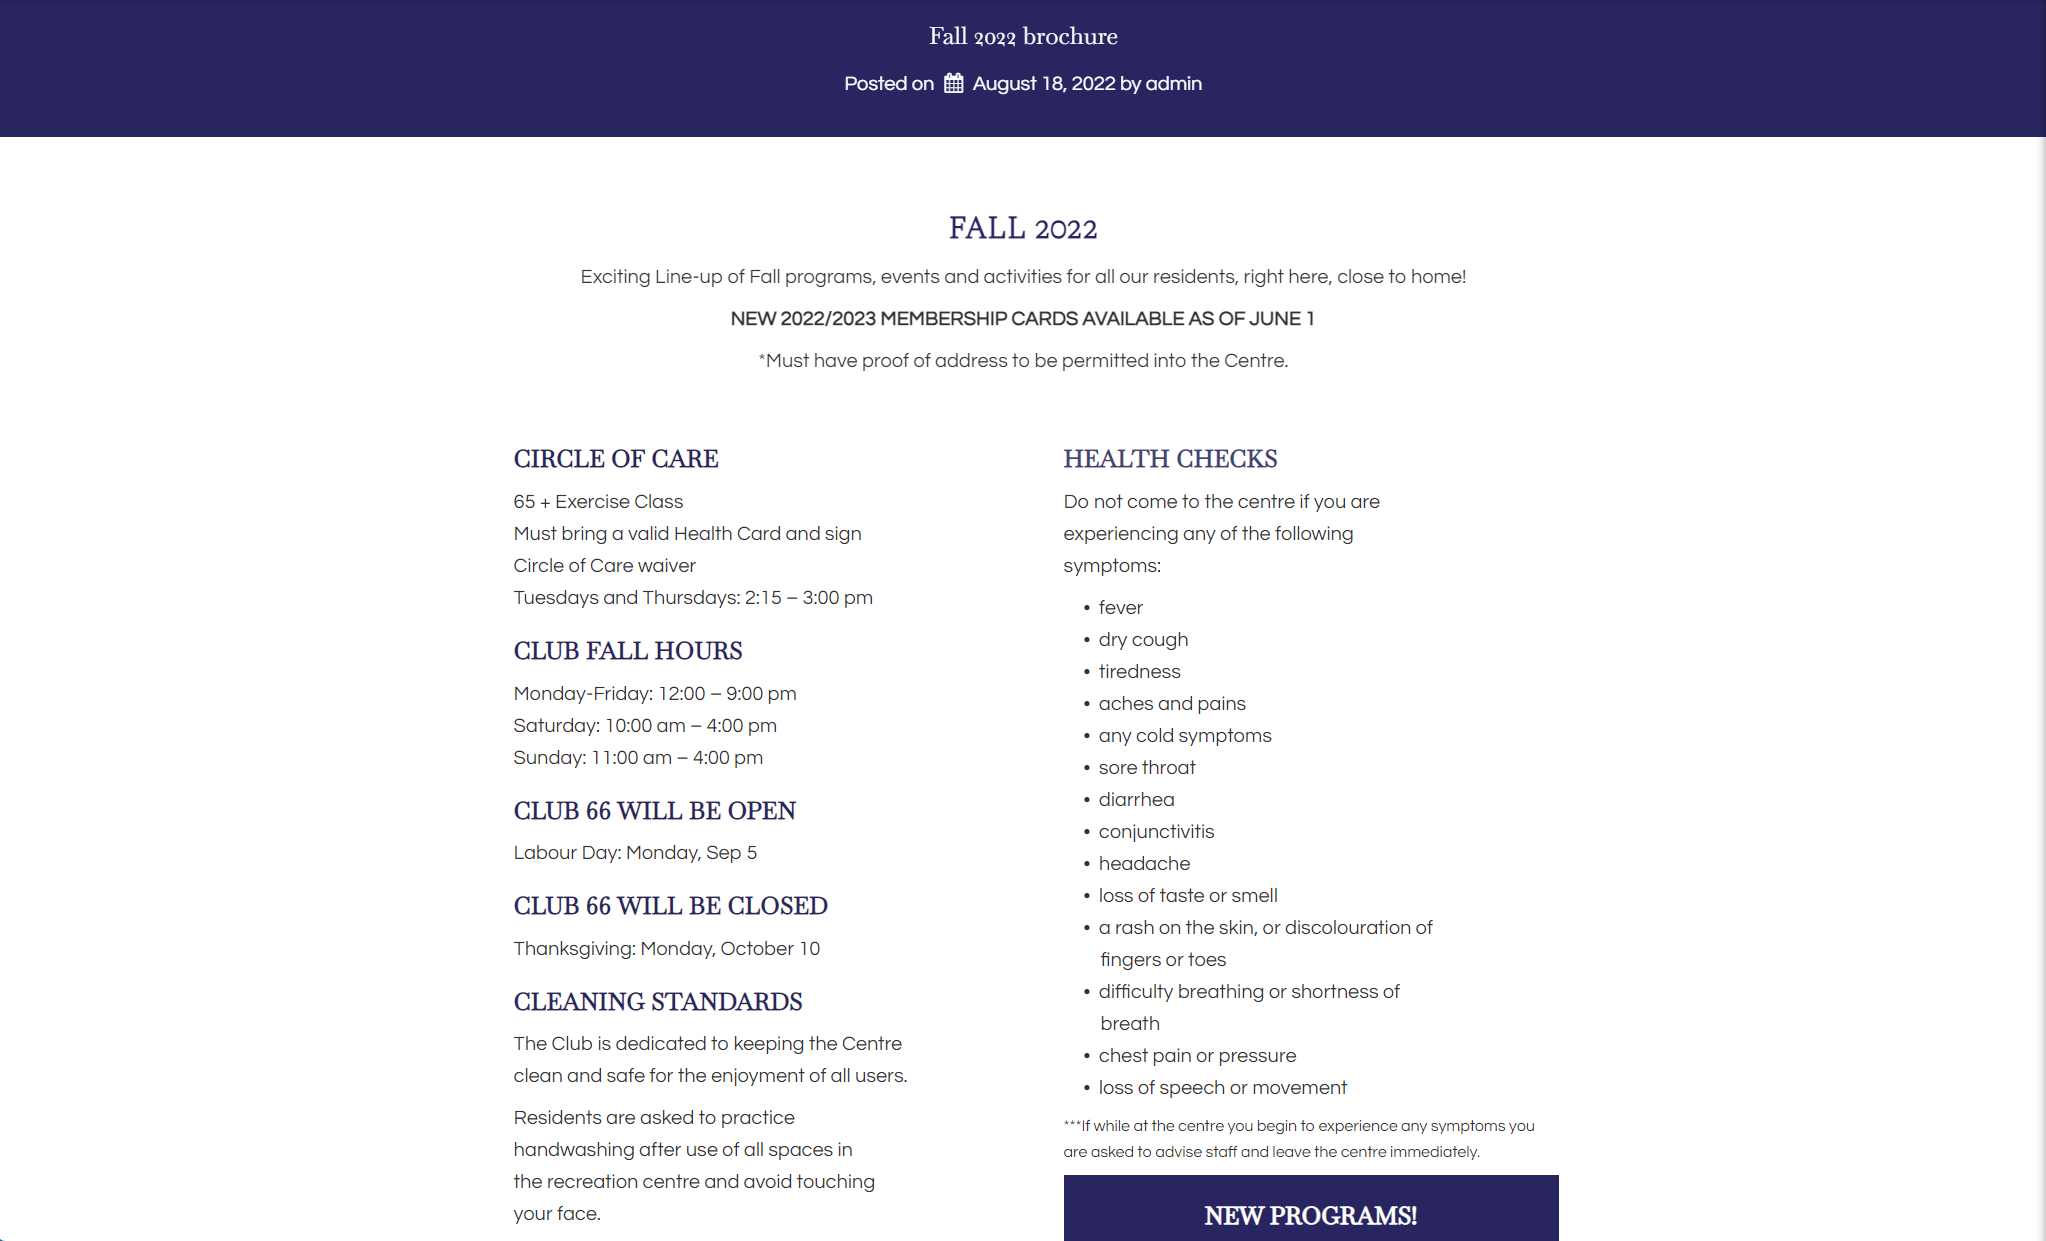 Fall 2022 brochure
Posted on August 18, 2022 by admin
FALL 2022
Exciting Line-up of Fall programs, events and activities for all our residents, right here, close to home!
NEW 2022/2023 MEMBERSHIP CARDS AVAILABLE AS OF JUNE 1
*Must have proof of address to be permitted into the Centre.
CIRCLE OF CARE
65 + Exercise Class
Must bring a valid Health Card and sign
Circle of Care waiver
Tuesdays and Thursdays: 2:15 – 3:00 pm
CLUB FALL HOURS
Monday-Friday: 12:00 – 9:00 pm
Saturday: 10:00 am – 4:00 pm
Sunday: 11:00 am – 4:00 pm
CLUB 66 WILL BE OPEN
Labour Day: Monday, Sep 5
CLUB 66 WILL BE CLOSED
Thanksgiving: Monday, October 10
CLEANING STANDARDS
The Club is dedicated to keeping the Centre
clean and safe for the enjoyment of all users.
Residents are asked to practice
handwashing after use of all spaces in
the recreation centre and avoid touching
your face.
HEALTH CHECKS
Do not come to the centre if you are
experiencing any of the following
symptoms:
• fever
• dry cough
• tiredness
• aches and pains
• any cold symptoms
• sore throat
• diarrhea
• conjunctivitis
• headache
• loss of taste or smell
• a rash on the skin, or discolouration of
fingers or toes
• difficulty breathing or shortness of
breath
• chest pain or pressure
• loss of speech or movement
***If while at the centre you begin to experience any symptoms you
are asked to advise staff and leave the centre immediately.
NEW PROGRAMS!